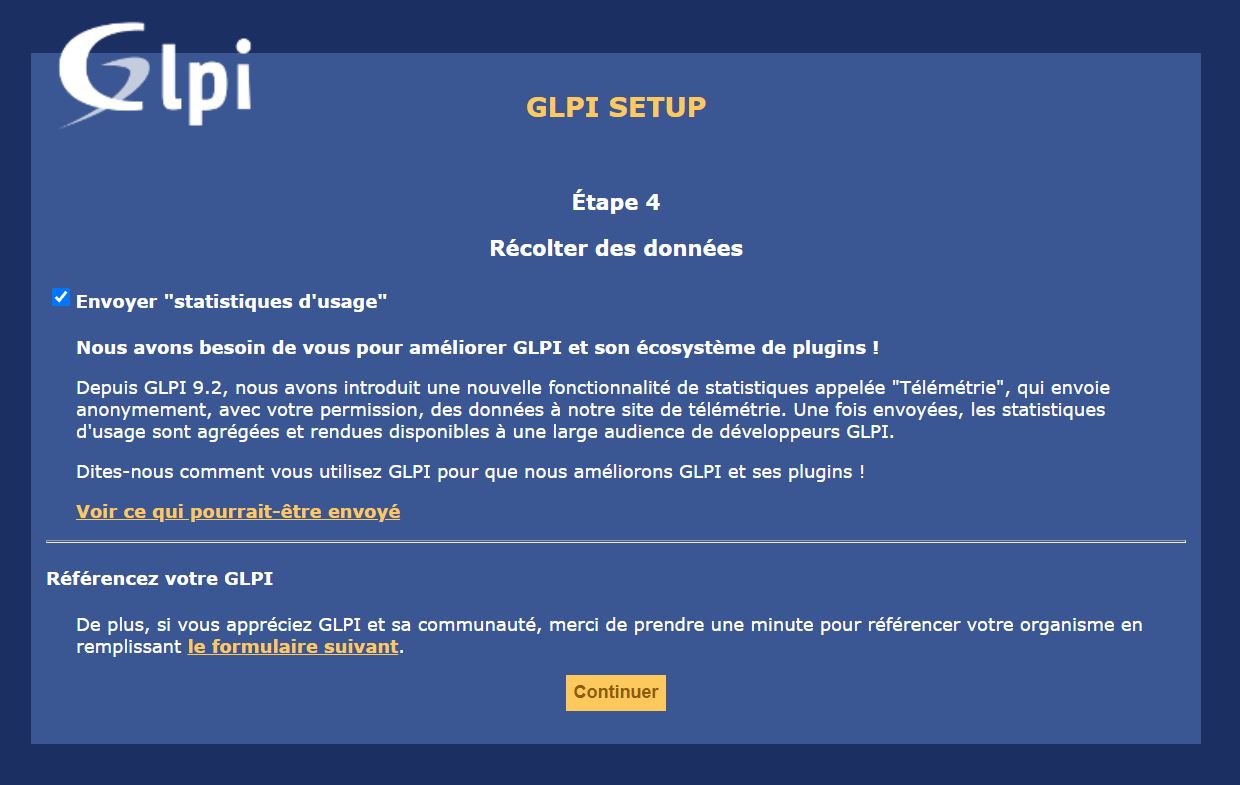 Glpi
GLPI SETUP
Étape 4
Récolter des données
Envoyer "statistiques d'usage"
Nous avons besoin de vous pour améliorer GLPI et son écosystème de plugins !
Depuis GLPI 9.2, nous avons introduit une nouvelle fonctionnalité de statistiques appelée "Télémétrie", qui envoie
anonymement, avec votre permission, des données à notre site de télémétrie. Une fois envoyées, les statistiques
d'usage sont agrégées et rendues disponibles à une large audience de développeurs GLPI.
Dites-nous comment vous utilisez GLPI pour que nous améliorons GLPI et ses plugins !
Voir ce qui pourrait-être envoyé
Référencez votre GLPI
De plus, si vous appréciez GLPI et sa communauté, merci de prendre une minute pour référencer votre organisme en
remplissant le formulaire suivant.
Continuer